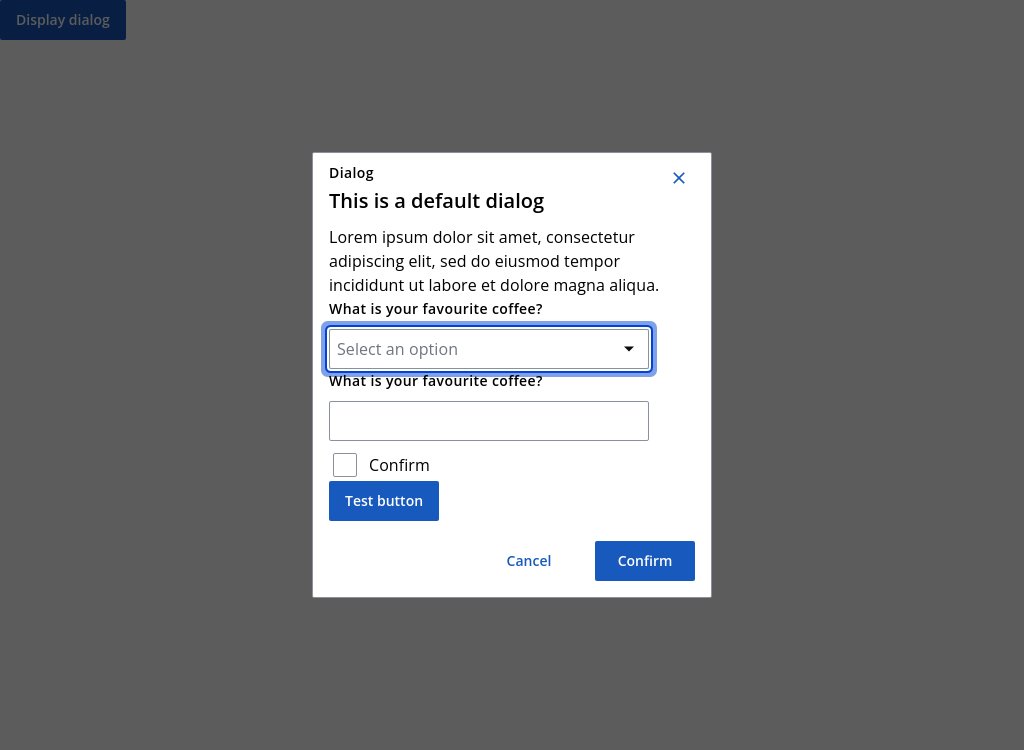 Display dialog
Dialog
This is a default dialog
Lorem ipsum dolor sit amet, consectetur
adipiscing elit, sed do eiusmod tempor
incididunt ut labore et dolore magna aliqua.
What is your favourite coffee?
Select an option
What is your favourite coffee?
Confirm
Test button
Cancel
Confirm